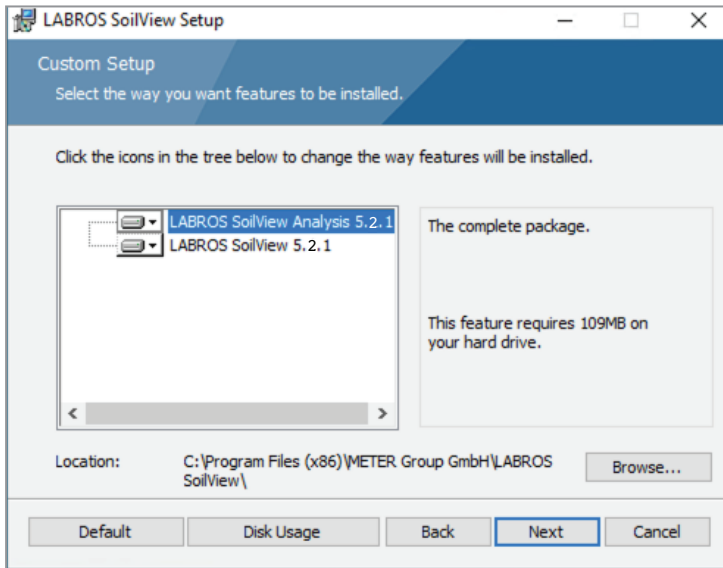 LABROS SoilView Setup
Custom Setup
Select the way you want features to be installed.
Click the icons in the tree below to change the way features will be installed.
LABROS SoilView Analysis 5.2.1
LABROS SoilView 5.2.1
The complete package.
This feature requires 109MB on
your hard drive.
Location:
C:\Program Files (x86)\METER Group GmbH\LABROS
SoilView\
Browse...
Default
Disk Usage
Back
Next
Cancel